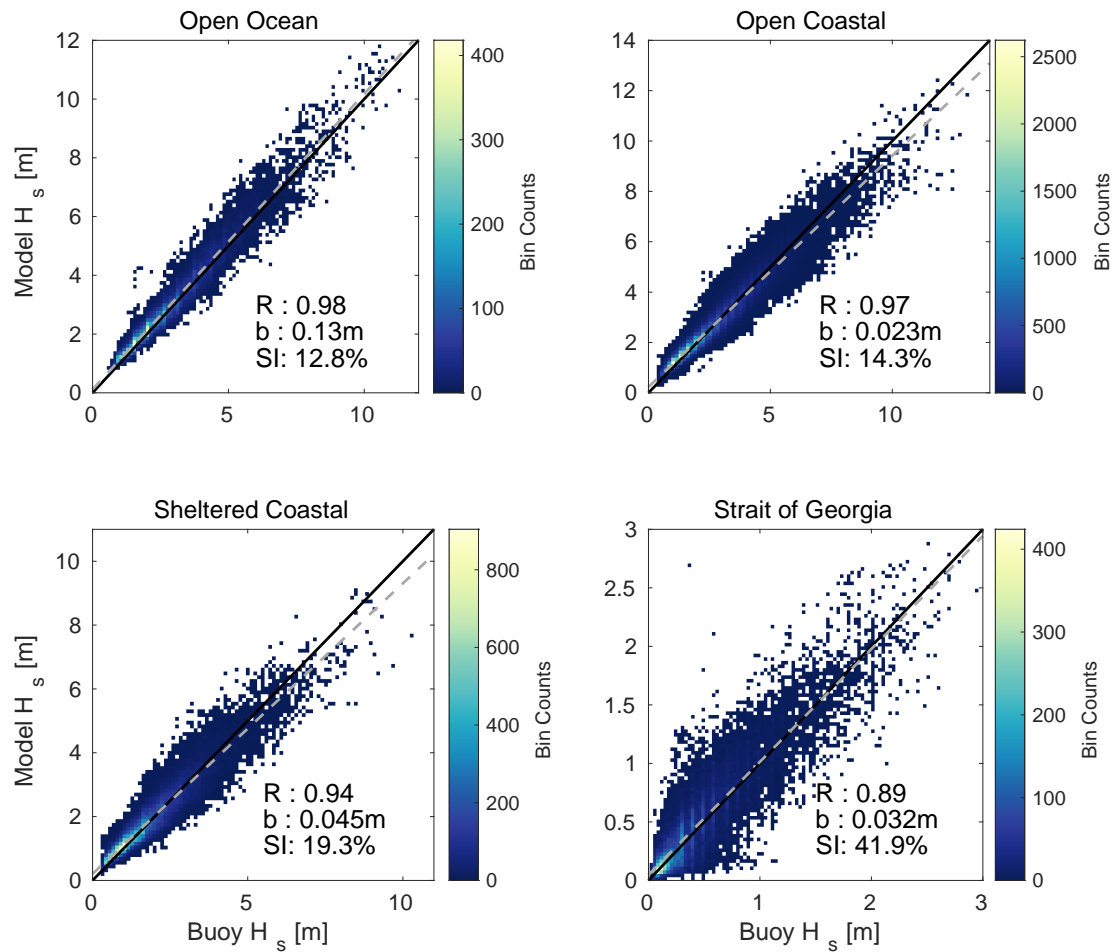 Open Ocean
12
10
8
6
4
2
0
0
5
10
Model H s [m]
R : 0.98
b : 0.13m
SI: 12.8%
400
300
200
100
0
Bin Counts
Open Coastal
14
12
10
8
6
4
2
0
0
5
10
R : 0.97
b : 0.023m
SI: 14.3%
2500
2000
1500
1000
500
0
Bin Counts
Sheltered Coastal
10
8
6
4
2
0
0
5
10
Model H s [m]
Buoy H s [m]
R : 0.94
b : 0.045m
SI: 19.3%
800
600
400
200
0
Bin Counts
Strait of Georgia
3
2.5
2
1.5
1
0.5
0
0
1
2
3
Buoy H s [m]
R : 0.89
b : 0.032m
SI: 41.9%
400
300
200
100
0
Bin Counts